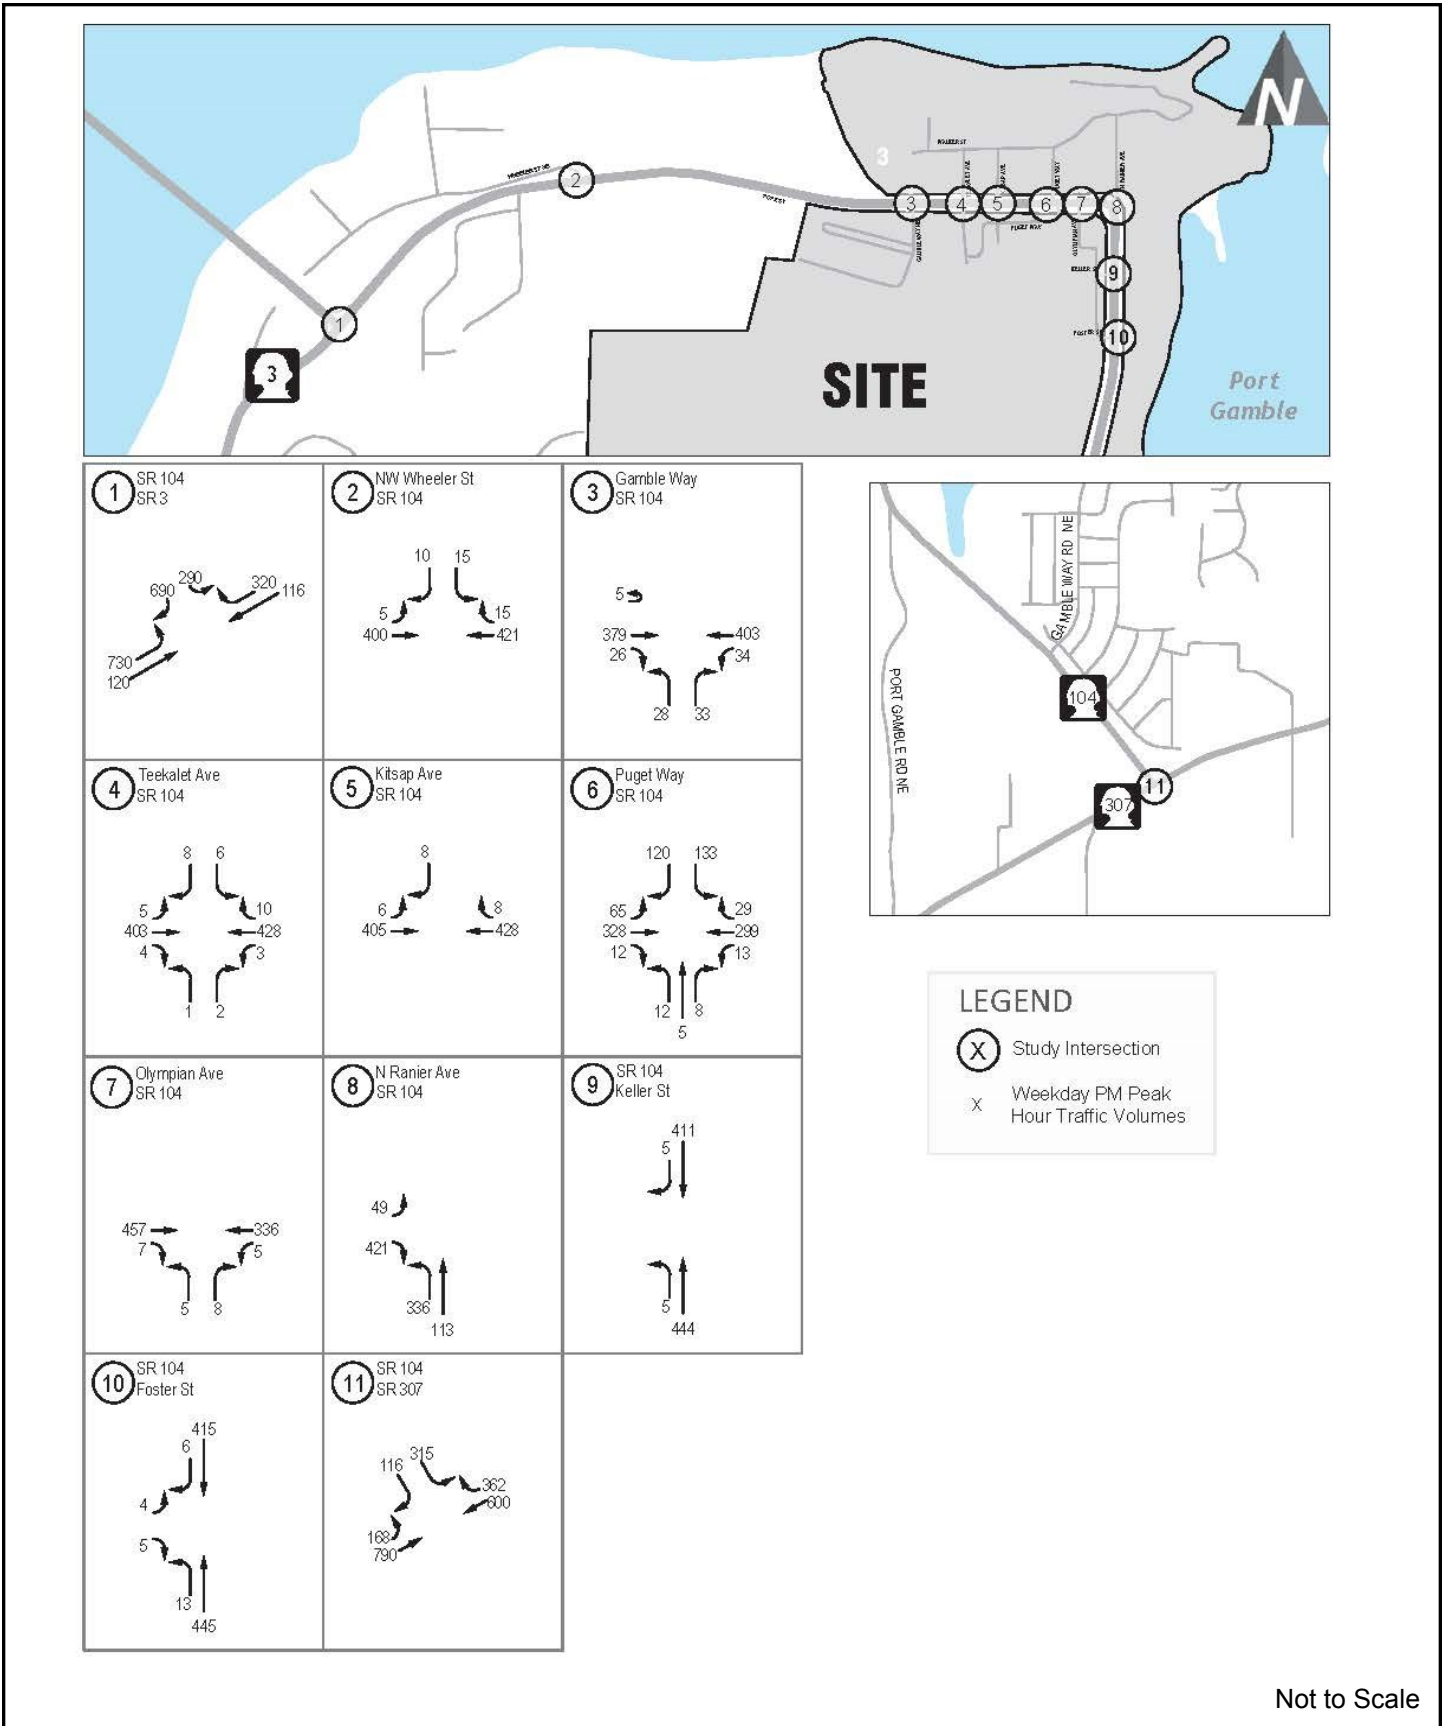 N
3
WHEELER ST NE
2
WALKER ST
3
4
5
6
7
8
PUGET WAY
9
1
10
3
SITE
Port
Gamble
1
SR 104
SR 3
290
690
320
116
730
120
2
NW Wheeler St
SR 104
10 15
5 15
400 421
3
Gamble Way
SR 104
5
379 403
26 34
28 33
GAMBLE WAY RD NE
PORT GAMBLE RD NE
104
307
11
4
Teekalet Ave
SR 104
8 6
5 10
403 428
4 3
1 2
5
Kitsap Ave
SR 104
8
6 8
405 428
6
Puget Way
SR 104
120 133
65 29
328 299
12 13
12 8
5
LEGEND
X Study Intersection
X Weekday PM Peak
Hour Traffic Volumes
7
Olympian Ave
SR 104
457 336
7 5
5 8
8
N Ranier Ave
SR 104
49
421
336
113
9
SR 104
Keller St
411
5
5
444
10
SR 104
Foster St
415
6
4
5
13
445
11
SR 104
SR 307
315
116
362
600
168
790
Not to Scale